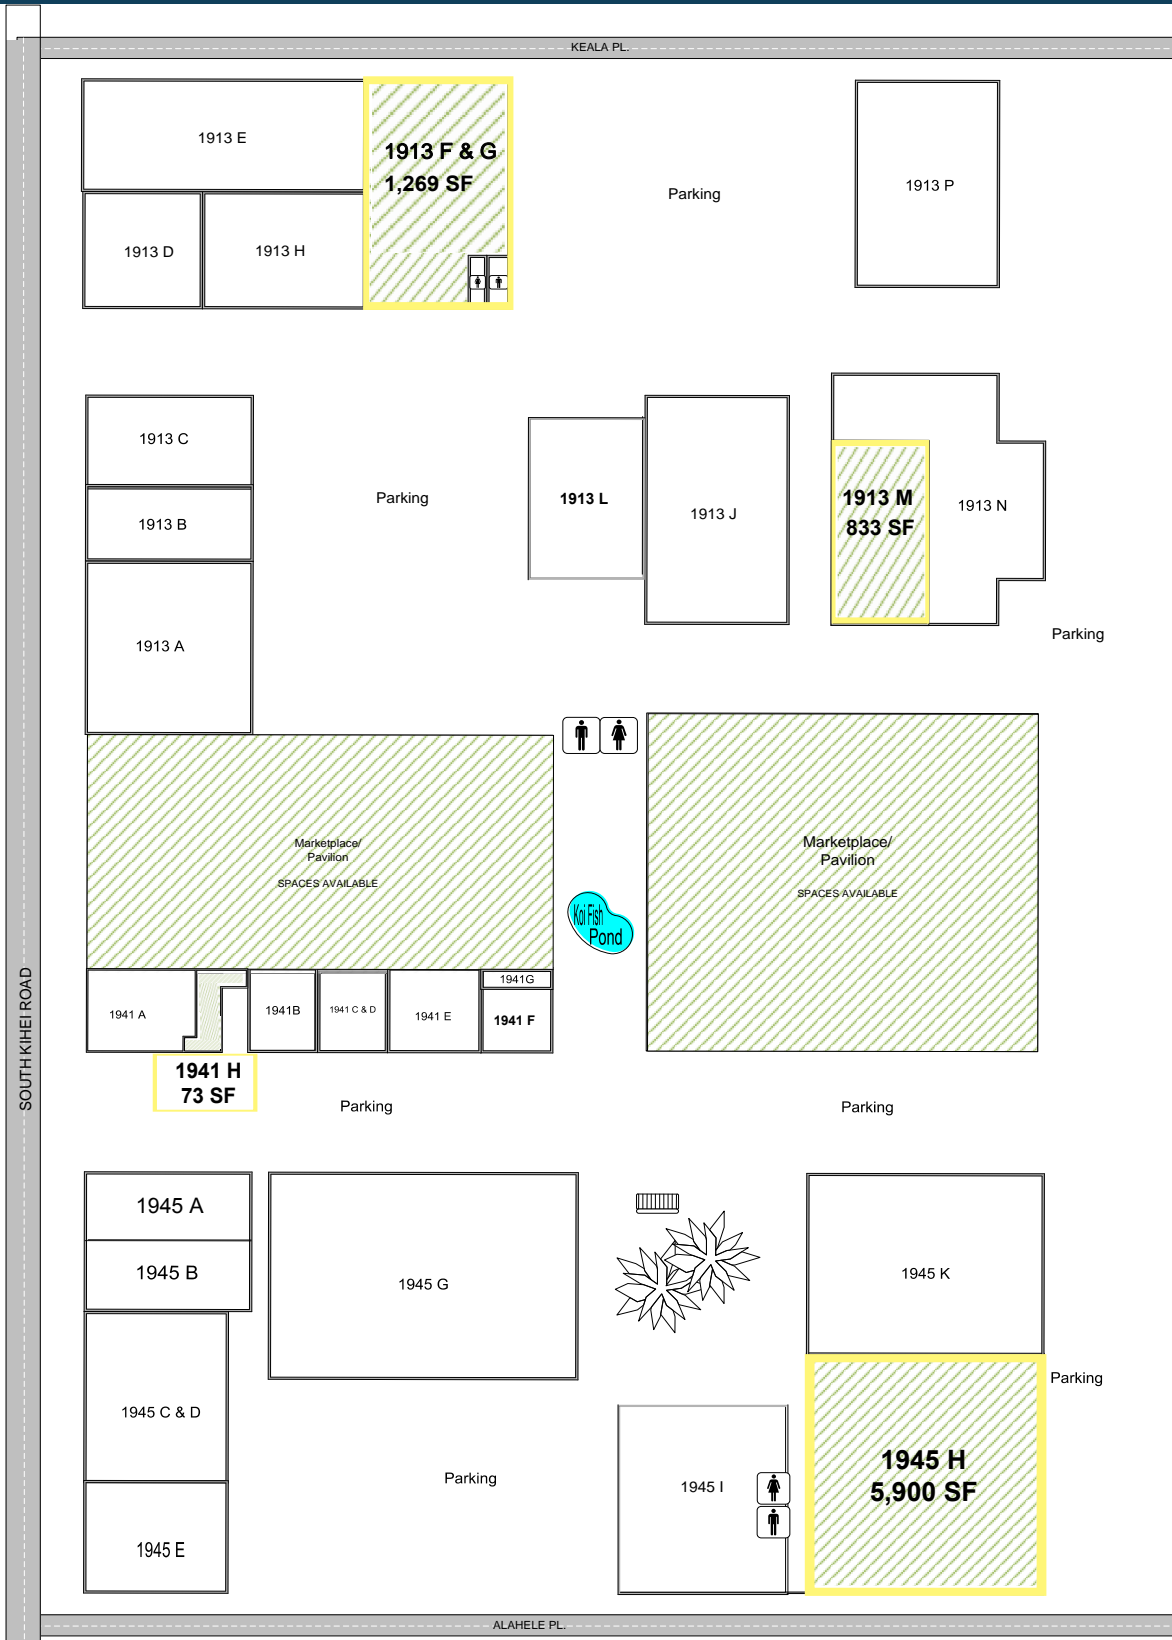 KEALA PL.
1913 E
1913 F & G
1,269 SF
Parking
1913 P
1913 D
1913 H
1913 C
Parking
1913 B
1913 L
1913 J
1913 M
833 SF
1913 N
1913 A
Parking
Marketplace/
Pavilion
SPACES AVAILABLE
Marketplace/
Pavilion
SPACES AVAILABLE
Koi Fish
Pond
SOUTH KIHEI ROAD
1941 A
1941B
1941 C & D
1941 E
1941G
1941 F
1941 H
73 SF
Parking
Parking
1945 A
1945 B
1945 G
1945 K
1945 C & D
Parking
1945 H
5,900 SF
Parking
1945 I
1945 E
ALAHELE PL.